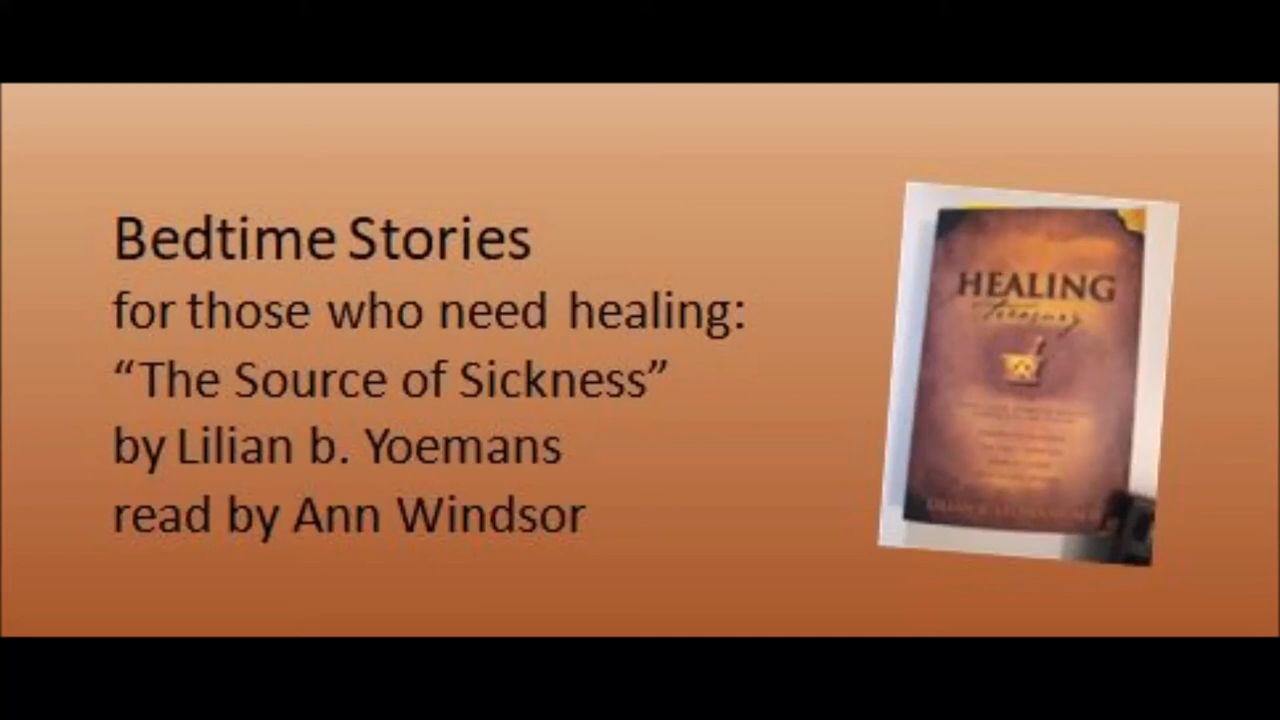 Bedtime Stories
for those who need healing:
“The Source of Sickness”
by Lilian b. Yoemans
read by Ann Windsor
HEALING
Treasury